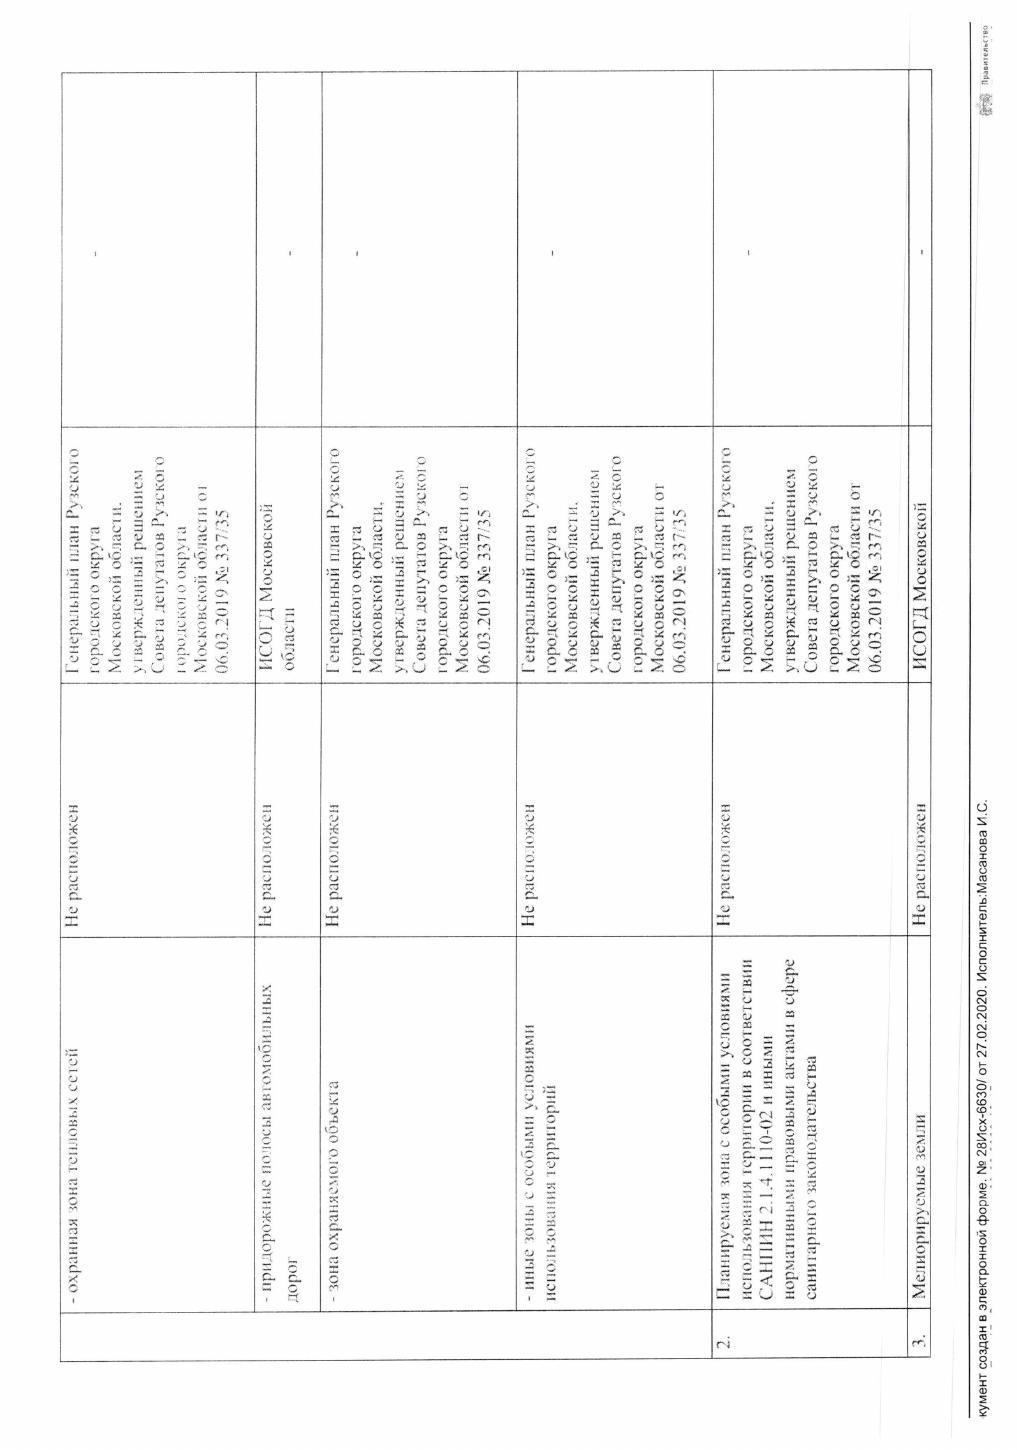 - охранная зона тепловых сетей
Не расположен
Генеральный план Рузского
городского округа
Московской области,
утвержденный решением
Совета депутатов Рузского
городского округа
Московской области от
06.03.2019 № 337/35
-
- придорожные полосы автомобильных
дорог
Не расположен
ИСОГД Московской
области
-
- зона охраняемого объекта
Не расположен
Генеральный план Рузского
городского округа
Московской области,
утвержденный решением
Совета депутатов Рузского
городского округа
Московской области от
06.03.2019 № 337/35
-
- иные зоны с особыми условиями
использования территорий
Не расположен
Генеральный план Рузского
городского округа
Московской области,
утвержденный решением
Совета депутатов Рузского
городского округа
Московской области от
06.03.2019 № 337/35
-
2.
Планируемая зона с особыми условиями
использования территории в соответствии
САНПИН 2.1.4.1110-02 и иными
нормативными правовыми актами в сфере
санитарного законодательства
Не расположен
Генеральный план Рузского
городского округа
Московской области,
утвержденный решением
Совета депутатов Рузского
городского округа
Московской области от
06.03.2019 № 337/35
-
3.
Мелиорируемые земли
Не расположен
ИСОГД Московской
-
кумент создан в электронной форме. № 28Исх-6630/ от 27.02.2020. Исполнитель:Масанова И.С.
Правительство